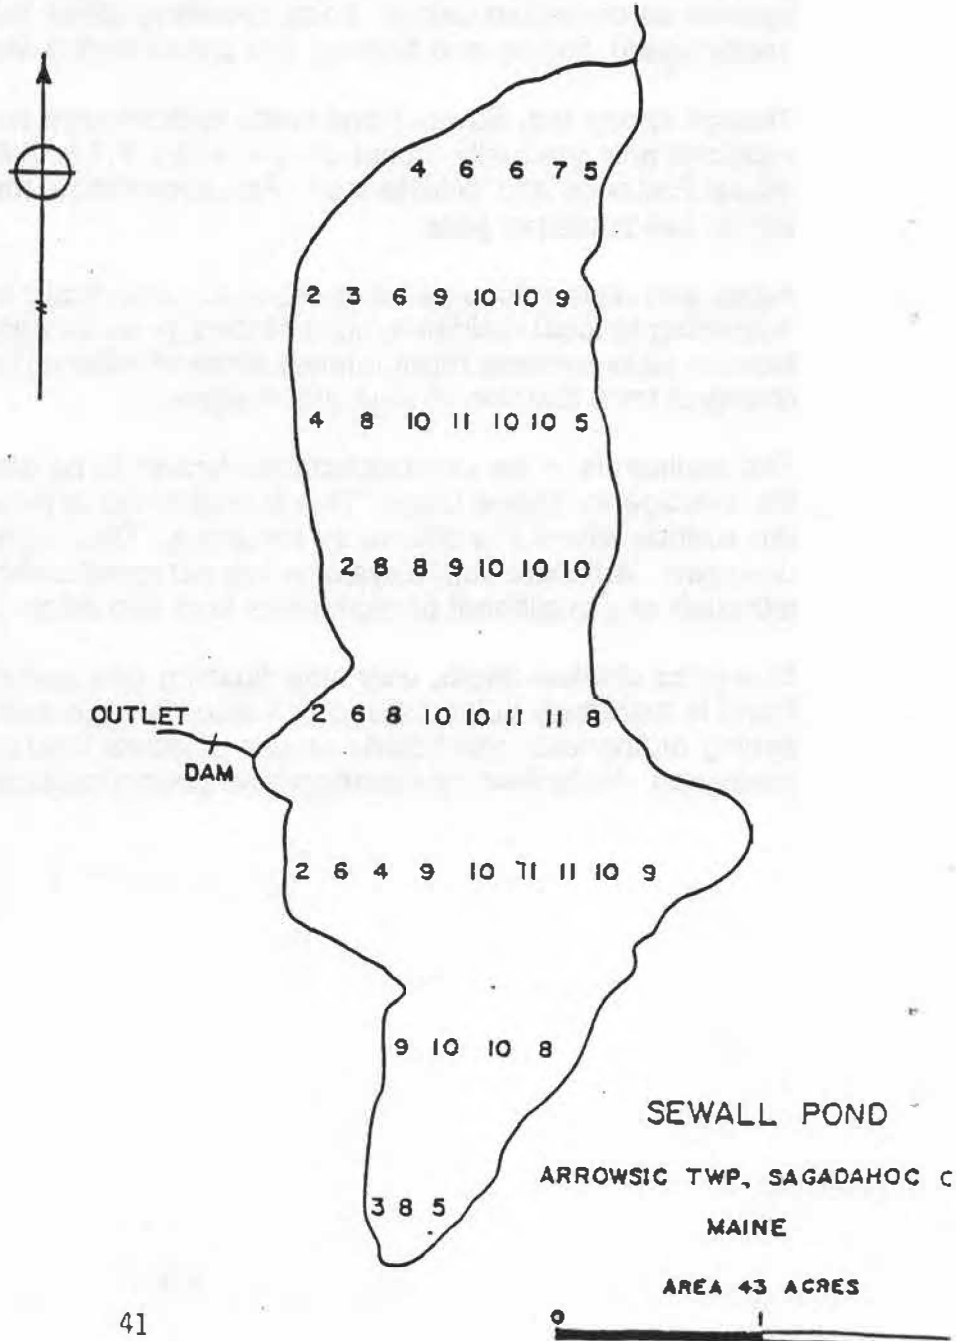 4 6 6 7 5
2 3 6 9 10 10 9
4 8 10 11 10 10 5
2 8 8 9 10 10 10
OUTLET
2 6 8 10 10 11 11 8
DAM
2 6 4 9 10 11 11 10 9
9 10 10 8
SEWALL POND
ARROWSIC TWP, SAGADAHOC C
3 8 5
MAINE
AREA 43 ACRES
41
0 1